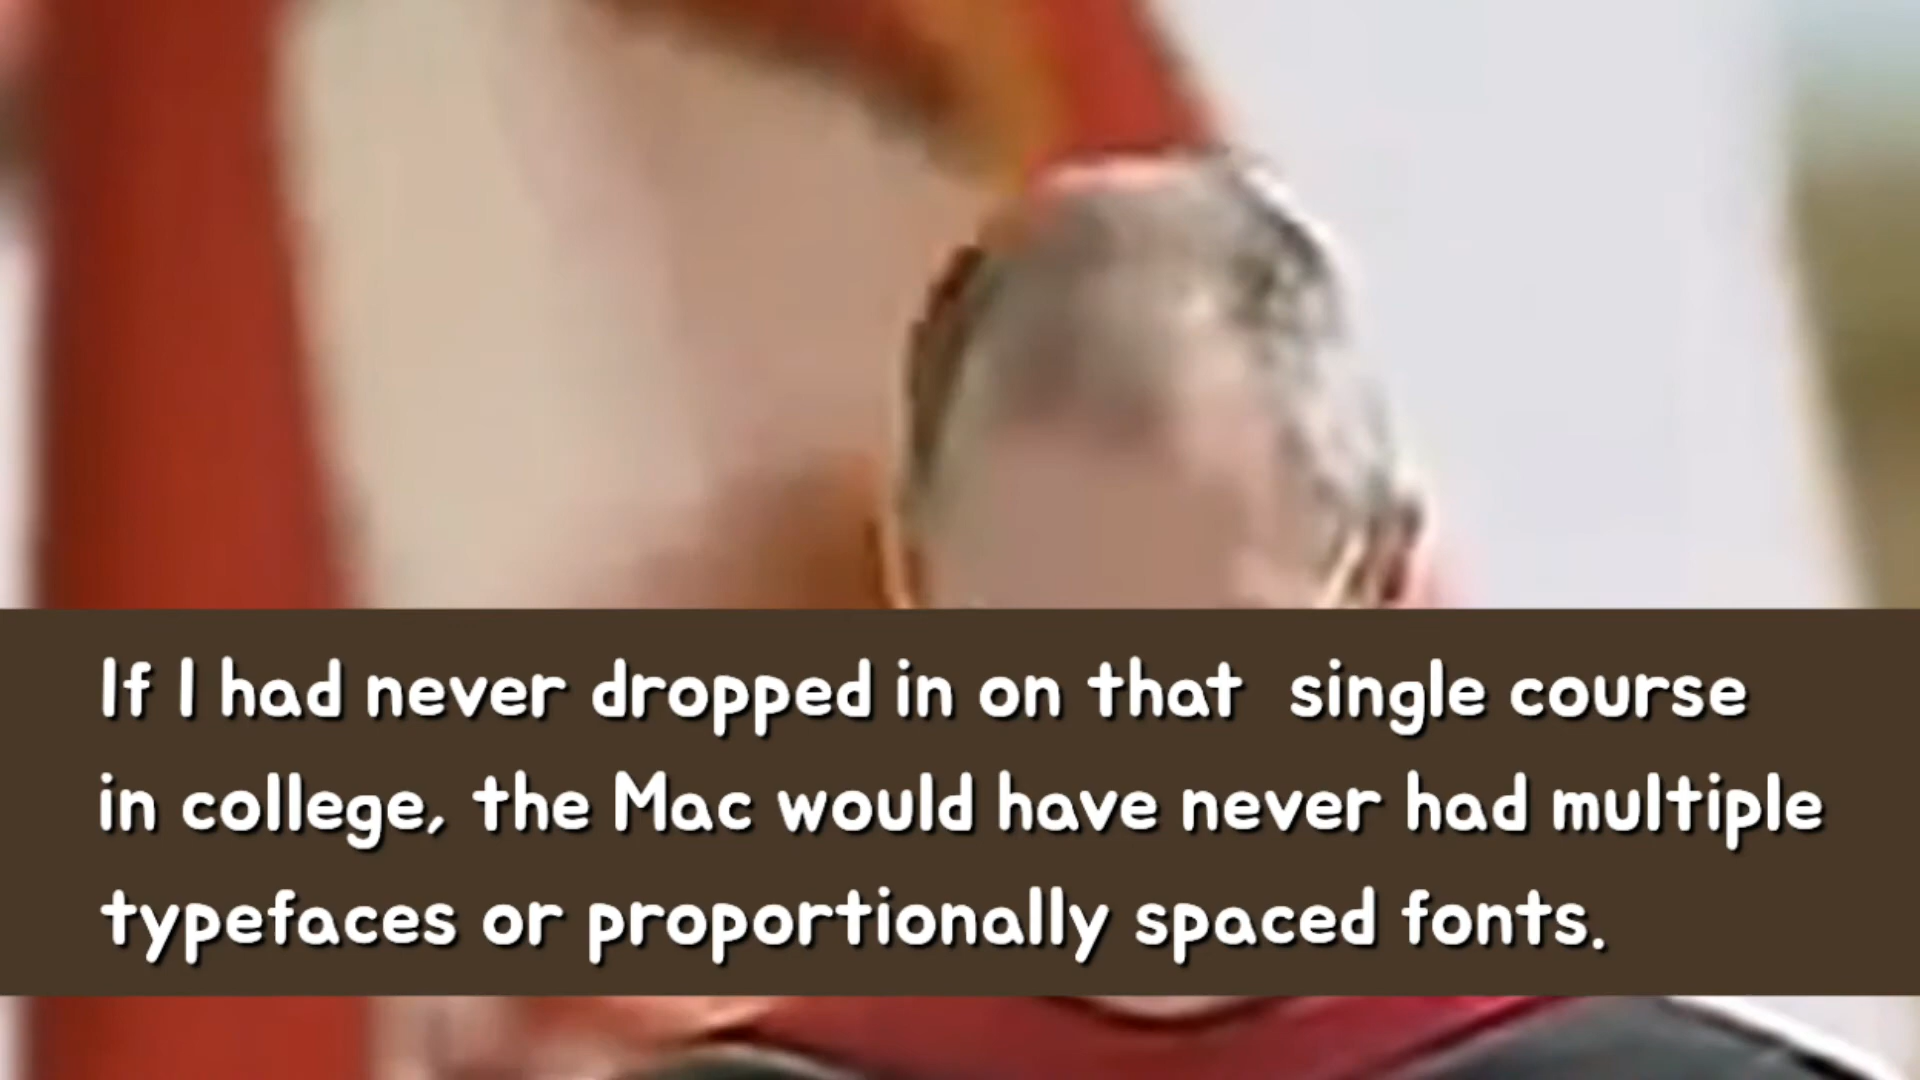 If I had never dropped in on that  single course
in college, the Mac would have never had multiple
typefaces or proportionally spaced fonts.